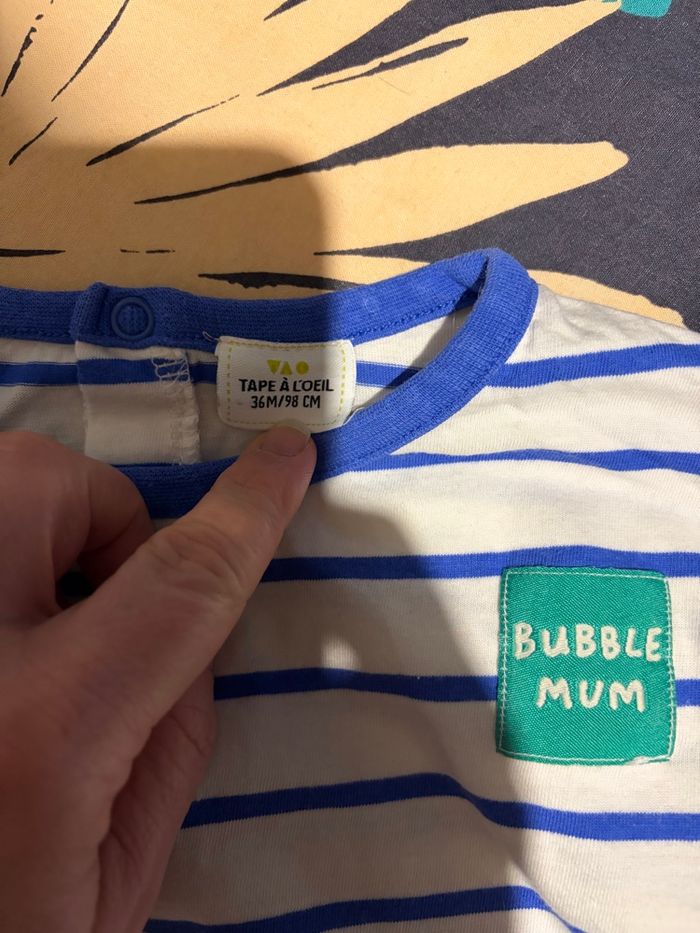 TAPE À L'OEIL
36M/98 CM
BUBBLE
MUM